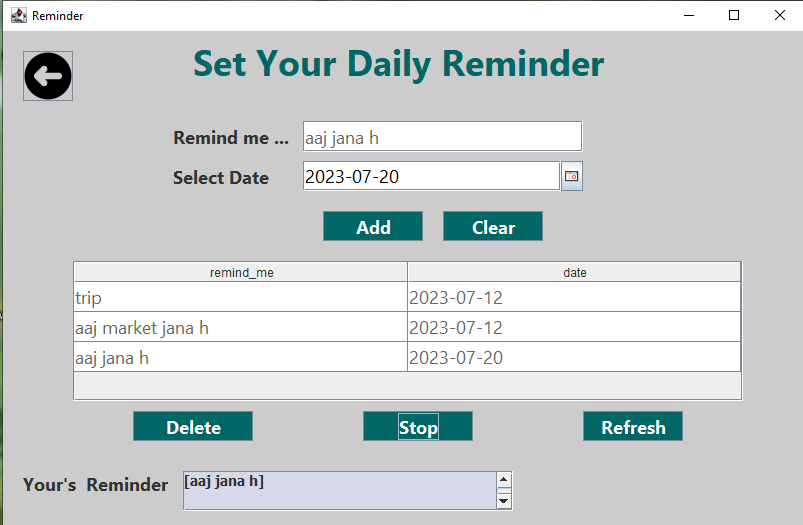 Reminder
Set Your Daily Reminder
Remind me ... aaj jana h
Select Date 2023-07-20
Add Clear
remind_me date
trip 2023-07-12
aaj market jana h 2023-07-12
aaj jana h 2023-07-20
Delete Stop Refresh
Your's Reminder [aaj jana h]